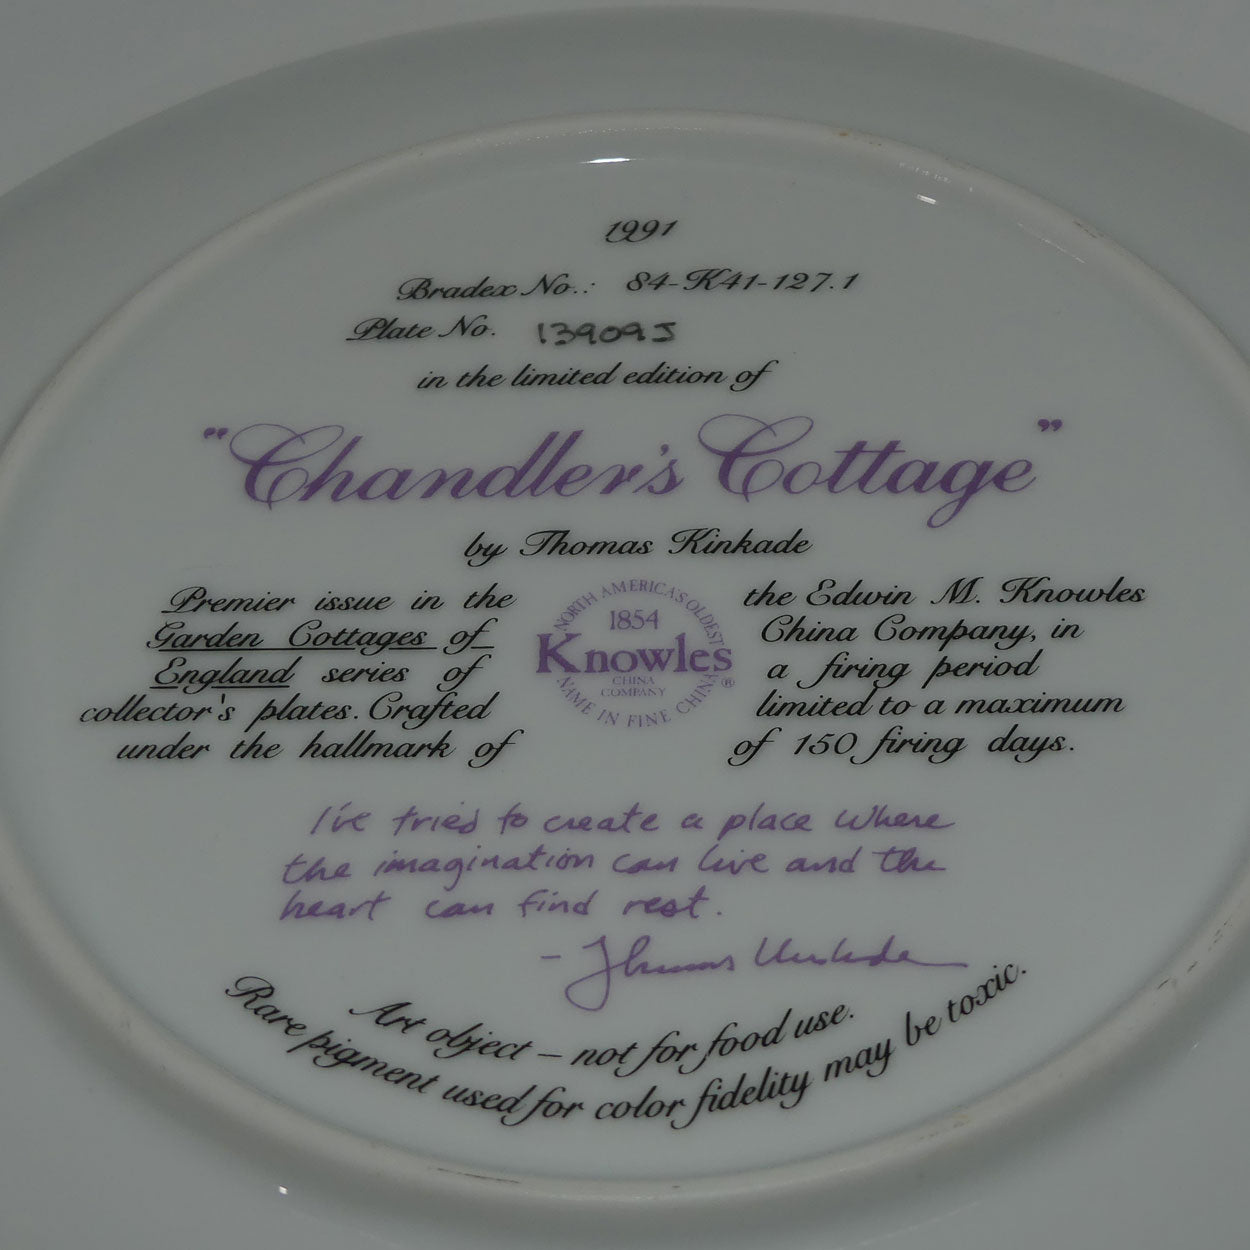 1991
Bradex No.: 84-K41-127.1
Plate No. 13909J
in the limited edition of
"Chandler's Cottage"
by Thomas Kinkade
Premier issue in the
Garden Cottages of
England series of
collector's plates. Crafted
under the hallmark of
NORTH AMERICA'S OLDEST
1854
Knowles
CHINA
COMPANY
®
NAME IN FINE CHINA
the Edwin M. Knowles
China Company, in
a firing period
limited to a maximum
of 150 firing days.
I've tried to create a place where
the imagination can live and the
heart can find rest.
- Thomas Kinkade
Art object – not for food use.
Rare pigment used for color fidelity may be toxic.